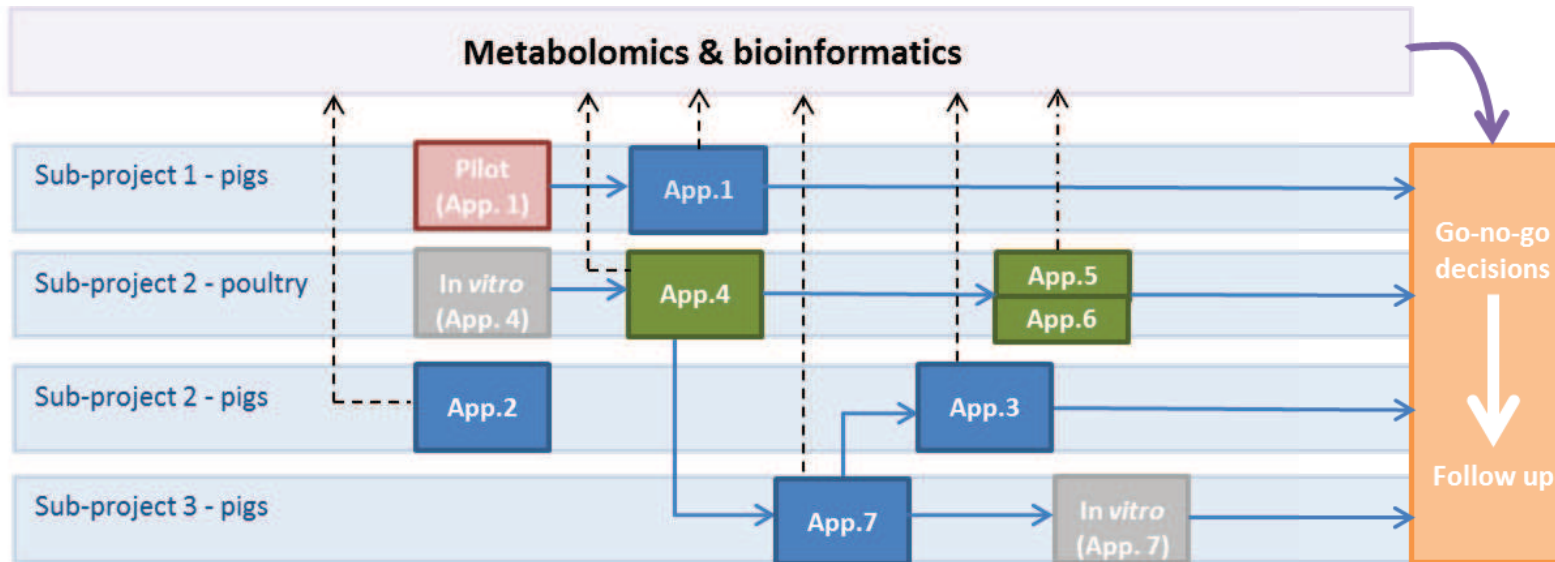 Metabolomics & bioinformatics
Sub-project 1 - pigs
Pilot
(App. 1)
App.1
Sub-project 2 - poultry
In vitro
(App. 4)
App.4
App.5
App.6
Sub-project 2 - pigs
App.2
App.3
Sub-project 3 - pigs
App.7
In vitro
(App. 7)
Go-no-go
decisions
Follow up